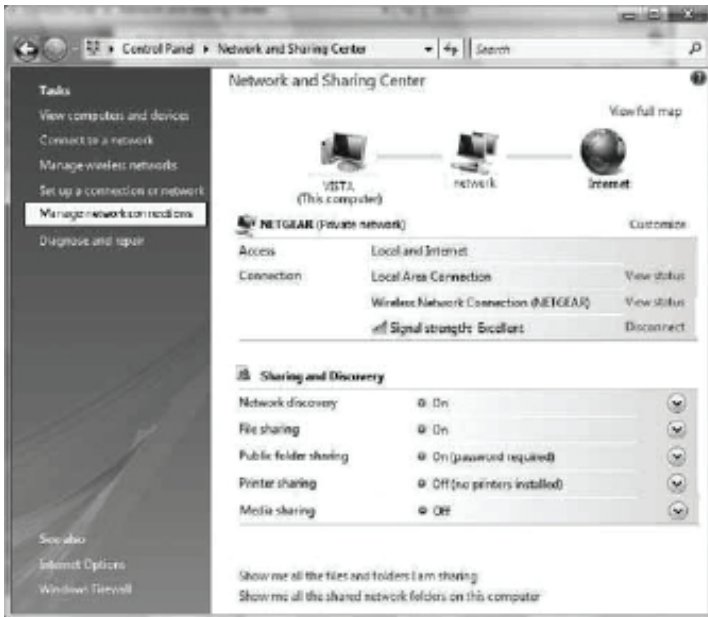 Control Panel ▸ Network and Sharing Center
Search
Tasks
View computers and devices
Connect to a network
Manage wireless networks
Set up a connection or network
Manage network connections
Diagnose and repair
See also
Internet Options
Windows Firewall
Network and Sharing Center
View full map
VISTA
(This computer)
network
Internet
NETGEAR (Private network) Customize
Access Local and Internet
Connection Local Area Connection View status
Wireless Network Connection (NETGEAR) View status
Signal strength: Excellent Disconnect
Sharing and Discovery
Network discovery On
File sharing On
Public folder sharing On (password required)
Printer sharing Off (no printers installed)
Media sharing Off
Show me all the files and folders I am sharing
Show me all the shared network folders on this computer